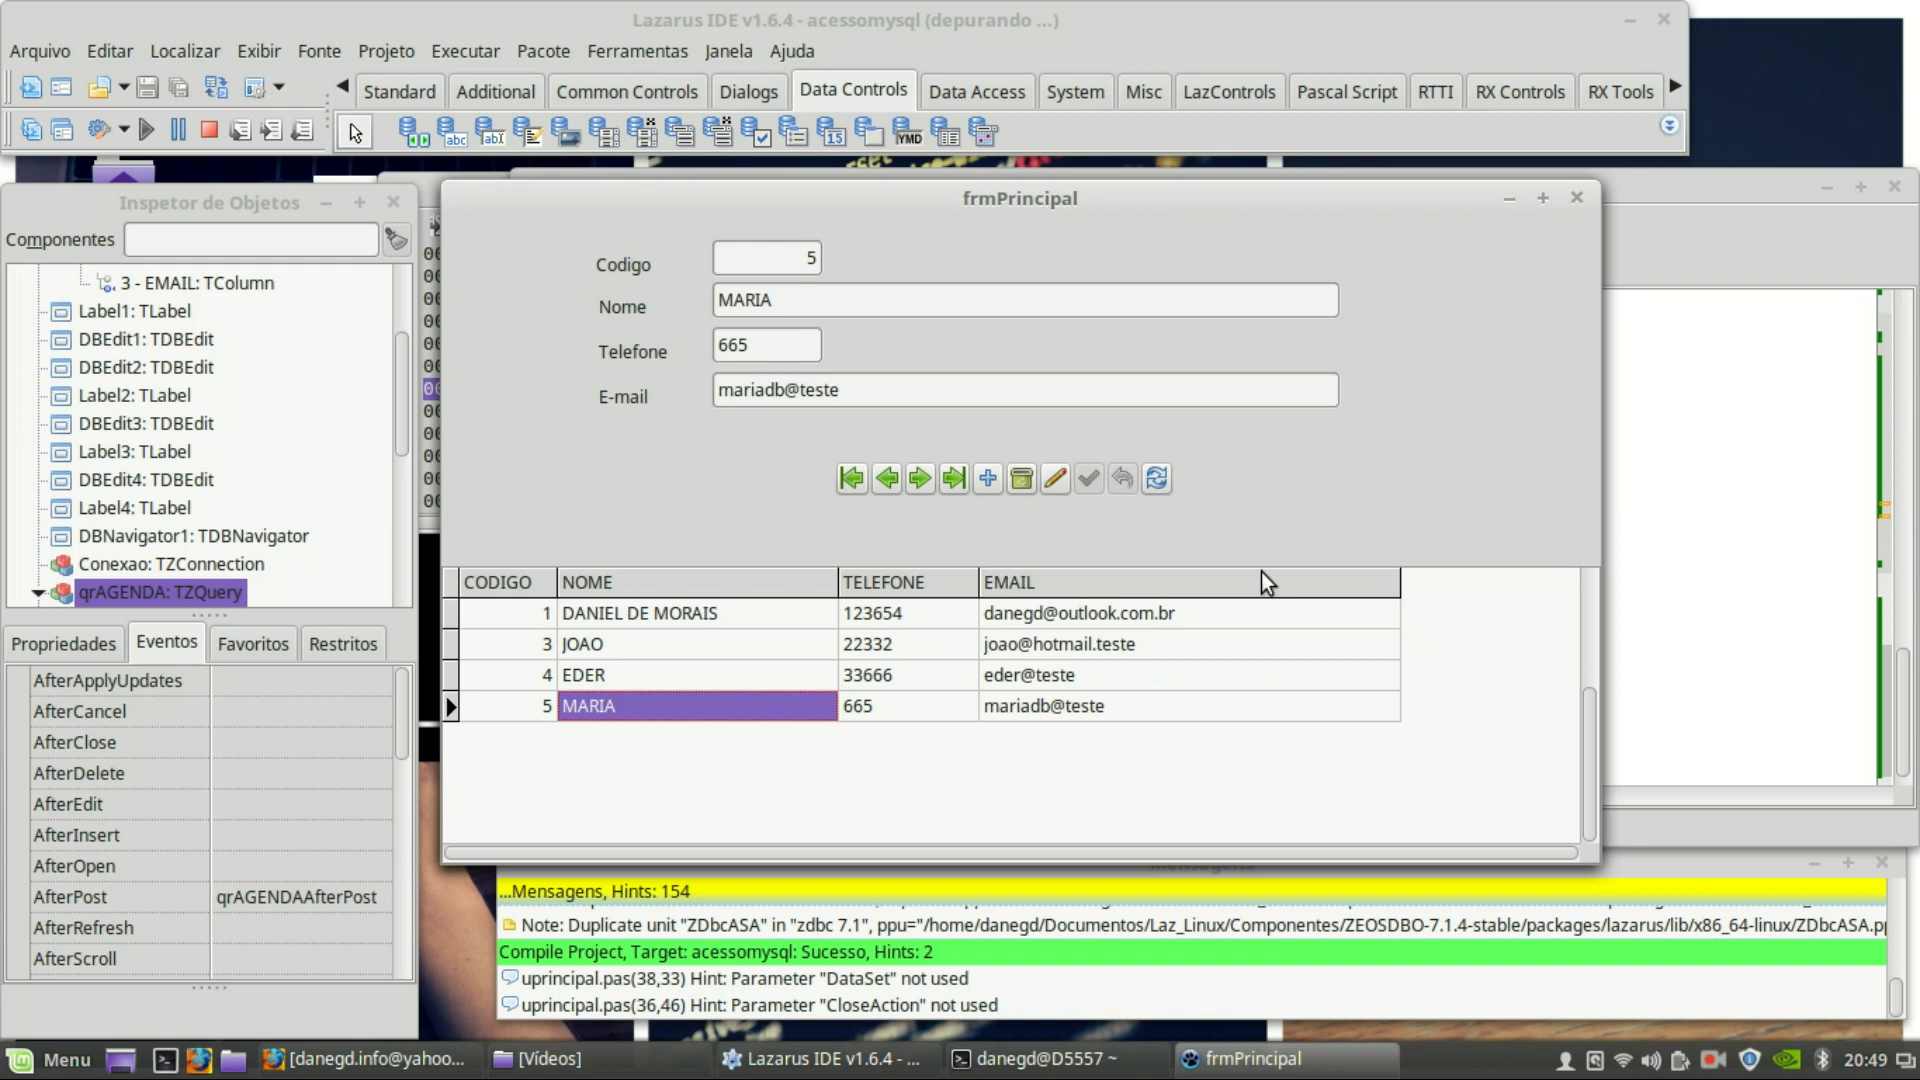 Lazarus IDE v1.6.4 - acessomysql (depurando ...)
Arquivo Editar Localizar Exibir Fonte Projeto Executar Pacote Ferramentas Janela Ajuda
Standard Additional Common Controls Dialogs Data Controls Data Access System Misc LazControls Pascal Script RTTI RX Controls RX Tools
Inspetor de Objetos
Componentes
3 - EMAIL: TColumn
Label1: TLabel
DBEdit1: TDBEdit
DBEdit2: TDBEdit
Label2: TLabel
DBEdit3: TDBEdit
Label3: TLabel
DBEdit4: TDBEdit
Label4: TLabel
DBNavigator1: TDBNavigator
Conexao: TZConnection
qrAGENDA: TZQuery
Propriedades Eventos Favoritos Restritos
AfterApplyUpdates
AfterCancel
AfterClose
AfterDelete
AfterEdit
AfterInsert
AfterOpen
AfterPost qrAGENDAAfterPost
AfterRefresh
AfterScroll
frmPrincipal
Codigo 5
Nome MARIA
Telefone 665
E-mail mariadb@teste
CODIGO NOME TELEFONE EMAIL
1 DANIEL DE MORAIS 123654 danegd@outlook.com.br
3 JOAO 22332 joao@hotmail.teste
4 EDER 33666 eder@teste
5 MARIA 665 mariadb@teste
...Mensagens, Hints: 154
Note: Duplicate unit "ZDbcASA" in "zdbc 7.1", ppu="/home/danegd/Documentos/Laz_Linux/Componentes/ZEOSDBO-7.1.4-stable/packages/lazarus/lib/x86_64-linux/ZDbcASA.pp
Compile Project, Target: acessomysql: Sucesso, Hints: 2
uprincipal.pas(38,33) Hint: Parameter "DataSet" not used
uprincipal.pas(36,46) Hint: Parameter "CloseAction" not used
Menu [danegd.info@yahoo... [Vídeos] Lazarus IDE v1.6.4 - ... danegd@D5557 ~ frmPrincipal 20:49